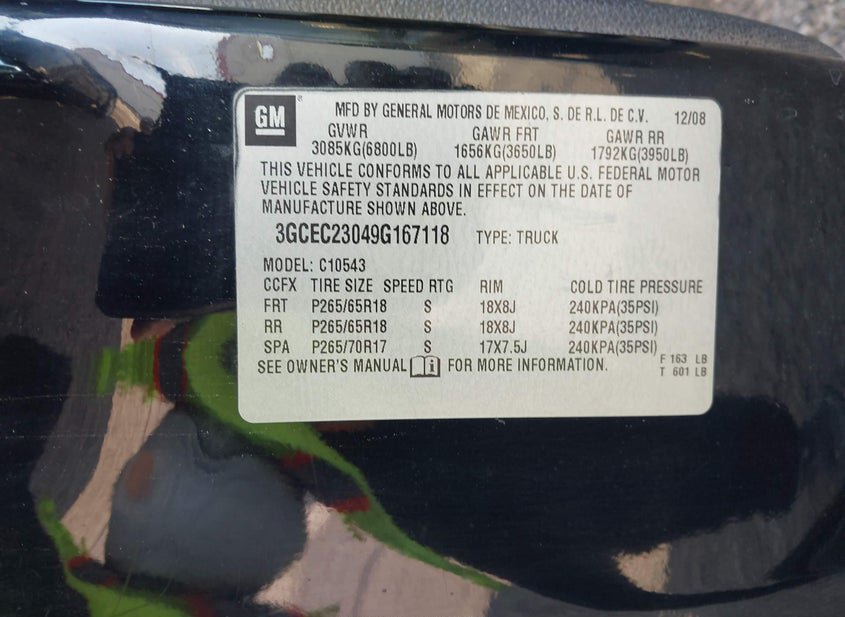 GM
MFD BY GENERAL MOTORS DE MEXICO, S. DE R.L. DE C.V. 12/08
GVWR GAWR FRT GAWR RR
3085KG(6800LB) 1656KG(3650LB) 1792KG(3950LB)
THIS VEHICLE CONFORMS TO ALL APPLICABLE U.S. FEDERAL MOTOR
VEHICLE SAFETY STANDARDS IN EFFECT ON THE DATE OF
MANUFACTURE SHOWN ABOVE.
3GCEC23049G167118 TYPE: TRUCK
MODEL: C10543
CCFX TIRE SIZE SPEED RTG RIM COLD TIRE PRESSURE
FRT P265/65R18 S 18X8J 240KPA(35PSI)
RR P265/65R18 S 18X8J 240KPA(35PSI)
SPA P265/70R17 S 17X7.5J 240KPA(35PSI)
SEE OWNER'S MANUAL FOR MORE INFORMATION.
F 163 LB
T 601 LB